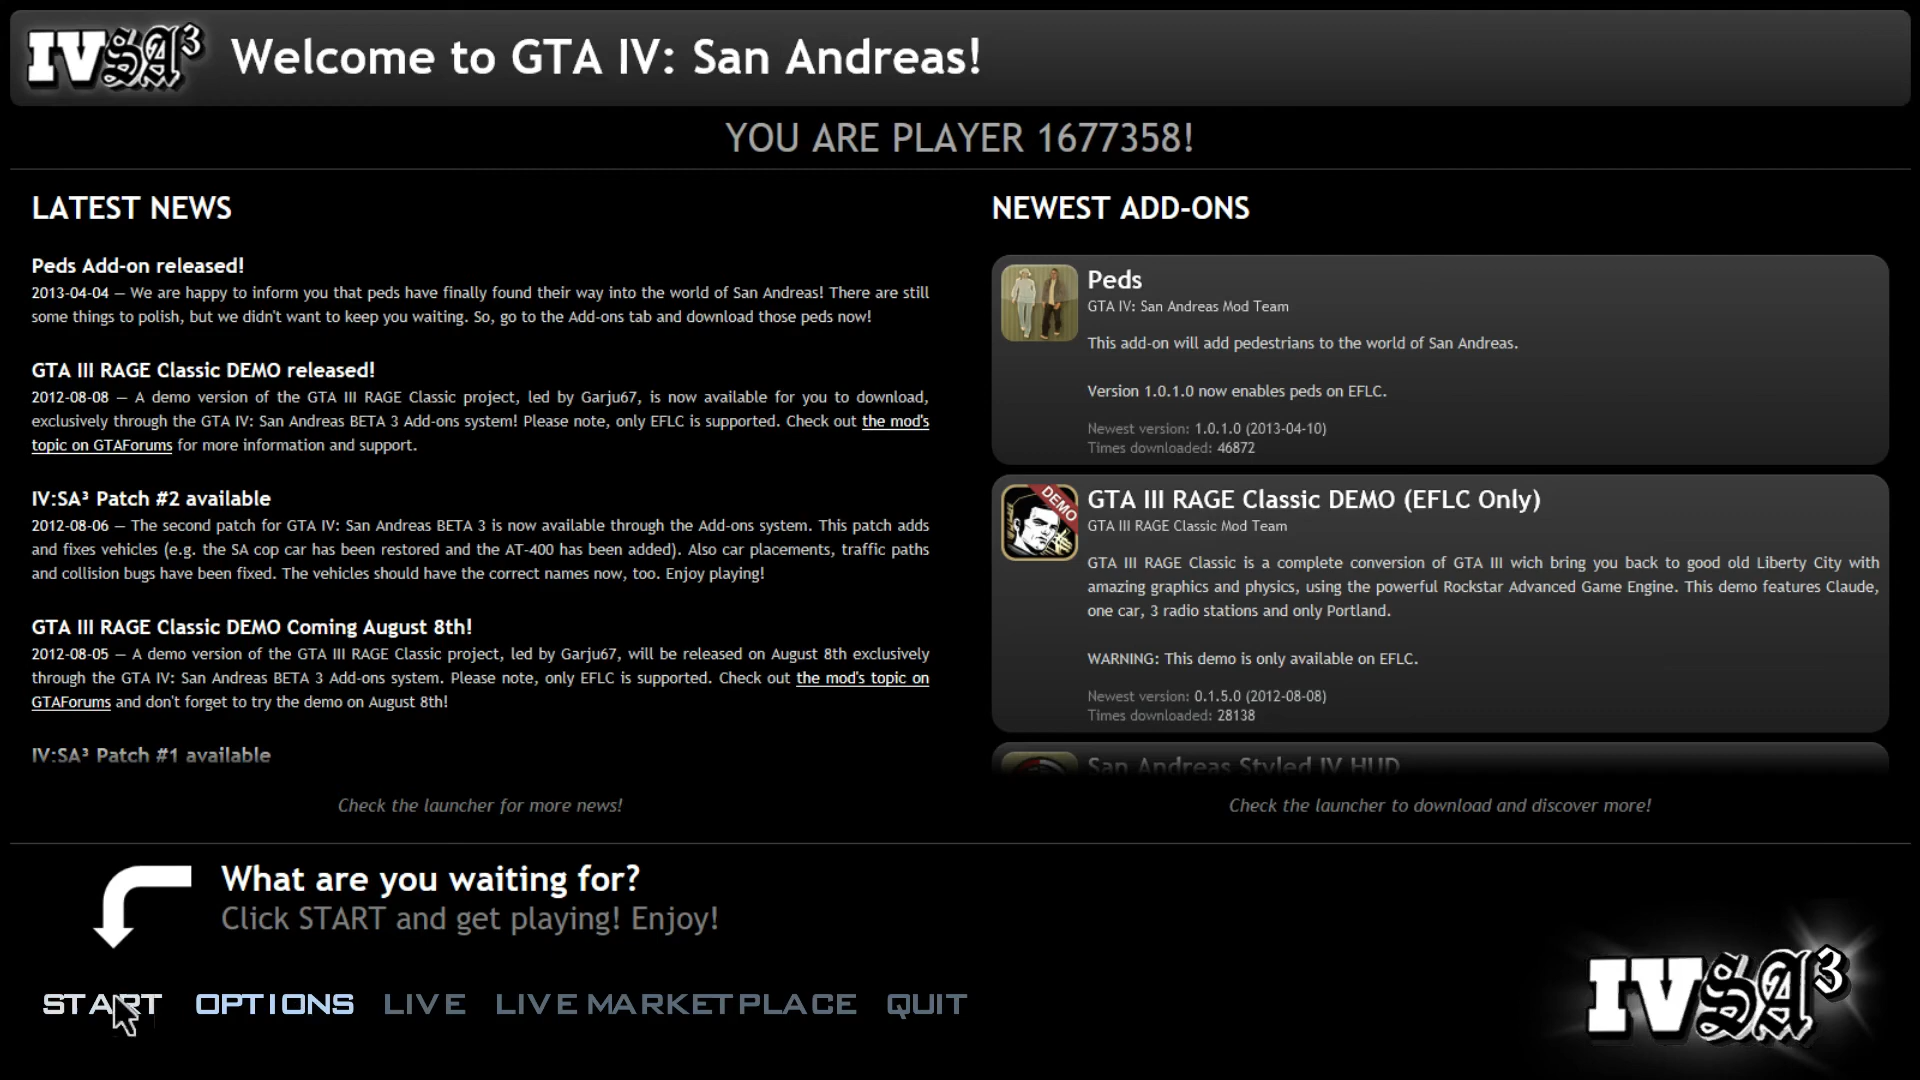 IVSA³ Welcome to GTA IV: San Andreas!
YOU ARE PLAYER 1677358!
LATEST NEWS
Peds Add-on released!
2013-04-04 — We are happy to inform you that peds have finally found their way into the world of San Andreas! There are still
some things to polish, but we didn't want to keep you waiting. So, go to the Add-ons tab and download those peds now!
GTA III RAGE Classic DEMO released!
2012-08-08 — A demo version of the GTA III RAGE Classic project, led by Garju67, is now available for you to download,
exclusively through the GTA IV: San Andreas BETA 3 Add-ons system! Please note, only EFLC is supported. Check out the mod's
topic on GTAForums for more information and support.
IV:SA³ Patch #2 available
2012-08-06 — The second patch for GTA IV: San Andreas BETA 3 is now available through the Add-ons system. This patch adds
and fixes vehicles (e.g. the SA cop car has been restored and the AT-400 has been added). Also car placements, traffic paths
and collision bugs have been fixed. The vehicles should have the correct names now, too. Enjoy playing!
GTA III RAGE Classic DEMO Coming August 8th!
2012-08-05 — A demo version of the GTA III RAGE Classic project, led by Garju67, will be released on August 8th exclusively
through the GTA IV: San Andreas BETA 3 Add-ons system. Please note, only EFLC is supported. Check out the mod's topic on
GTAForums and don't forget to try the demo on August 8th!
IV:SA³ Patch #1 available
Check the launcher for more news!
NEWEST ADD-ONS
Peds
GTA IV: San Andreas Mod Team
This add-on will add pedestrians to the world of San Andreas.
Version 1.0.1.0 now enables peds on EFLC.
Newest version: 1.0.1.0 (2013-04-10)
Times downloaded: 46872
DEMO
GTA III RAGE Classic DEMO (EFLC Only)
GTA III RAGE Classic Mod Team
GTA III RAGE Classic is a complete conversion of GTA III wich bring you back to good old Liberty City with
amazing graphics and physics, using the powerful Rockstar Advanced Game Engine. This demo features Claude,
one car, 3 radio stations and only Portland.
WARNING: This demo is only available on EFLC.
Newest version: 0.1.5.0 (2012-08-08)
Times downloaded: 28138
San Andreas Styled IV HUD
Check the launcher to download and discover more!
What are you waiting for?
Click START and get playing! Enjoy!
START OPTIONS LIVE LIVE MARKETPLACE QUIT
IVSA³